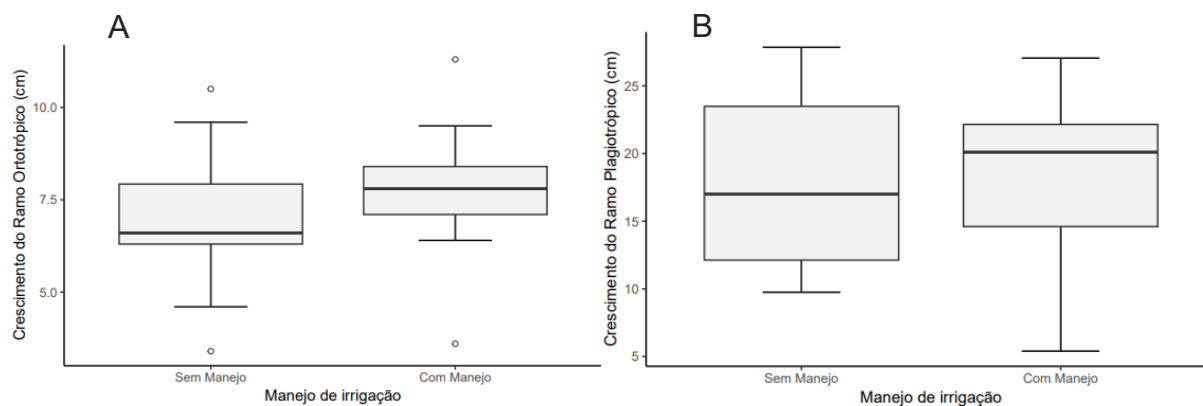 A
Crescimento do Ramo Ortotrópico (cm)
10.0
7.5
5.0
Sem Manejo
Com Manejo
Manejo de irrigação
B
Crescimento do Ramo Plagiotrópico (cm)
25
20
15
10
5
Sem Manejo
Com Manejo
Manejo de irrigação